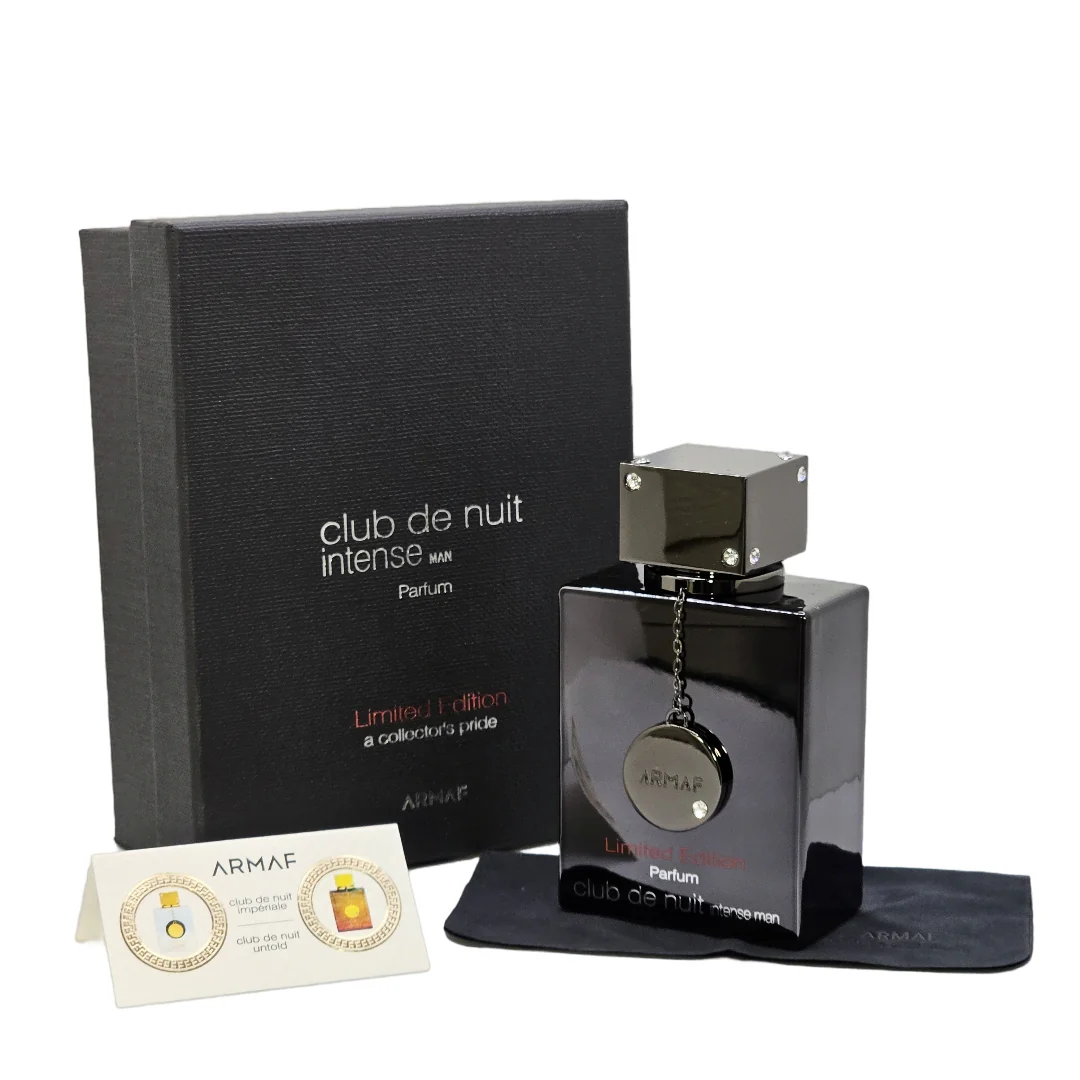 club de nuit
intense MAN
Parfum
Limited Edition
a collector's pride
ARMAF
ARMAF
Limited Edition
Parfum
club de nuit intense man
ARMAF
club de nuit
imperiale
club de nuit
untold
ARMAF